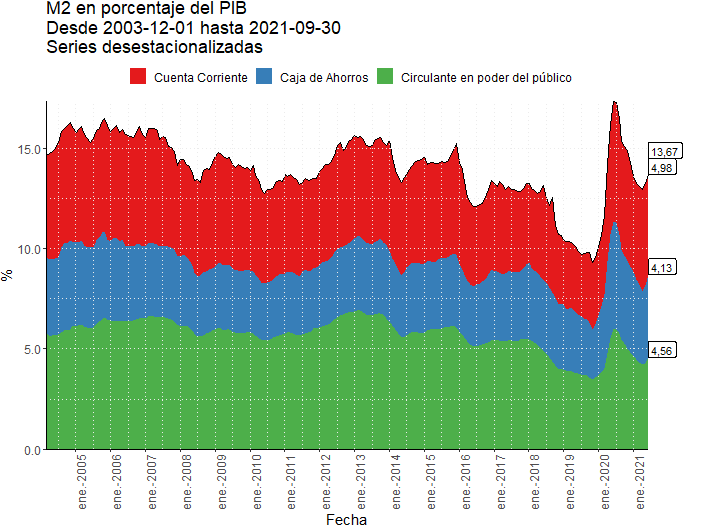 M2 en porcentaje del PIB
Desde 2003-12-01 hasta 2021-09-30
Series desestacionalizadas
Cuenta Corriente Caja de Ahorros Circulante en poder del público
15.0
10.0
5.0
0.0
%
13,67
4,98
4,13
4,56
ene.-2005
ene.-2006
ene.-2007
ene.-2008
ene.-2009
ene.-2010
ene.-2011
ene.-2012
ene.-2013
ene.-2014
ene.-2015
ene.-2016
ene.-2017
ene.-2018
ene.-2019
ene.-2020
ene.-2021
Fecha